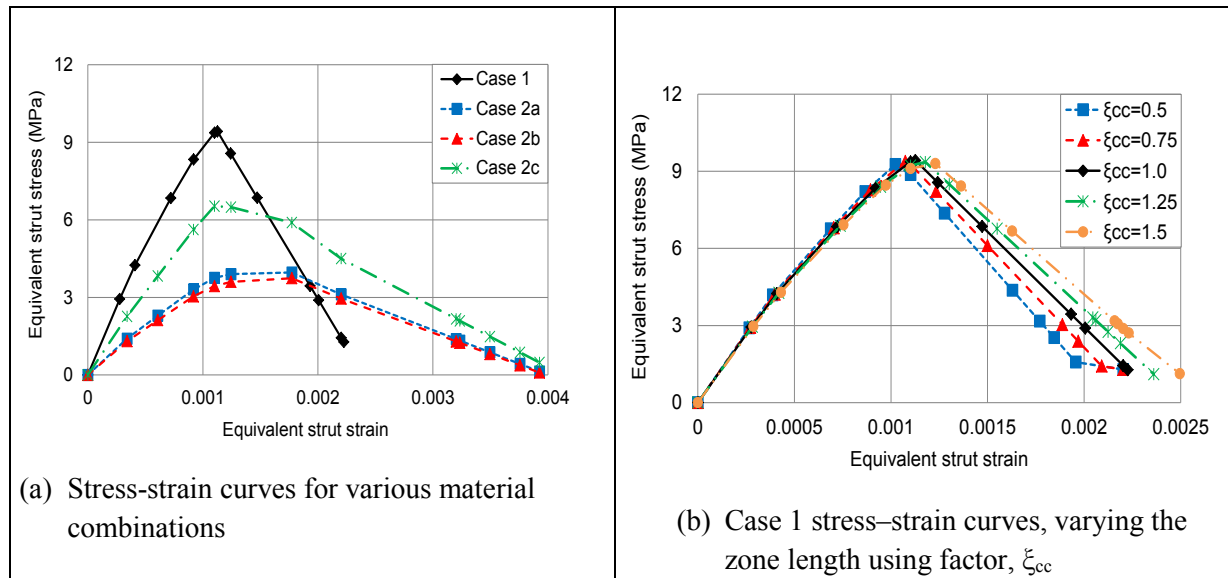 12
9
6
3
0
Equivalent strut stress (MPa)
Case 1
Case 2a
Case 2b
Case 2c
0
0.001
0.002
0.003
0.004
Equivalent strut strain
(a) Stress-strain curves for various material
combinations
12
9
6
3
0
Equivalent strut stress (MPa)
ξcc=0.5
ξcc=0.75
ξcc=1.0
ξcc=1.25
ξcc=1.5
0
0.0005
0.001
0.0015
0.002
0.0025
Equivalent strut strain
(b) Case 1 stress–strain curves, varying the
zone length using factor, ξcc